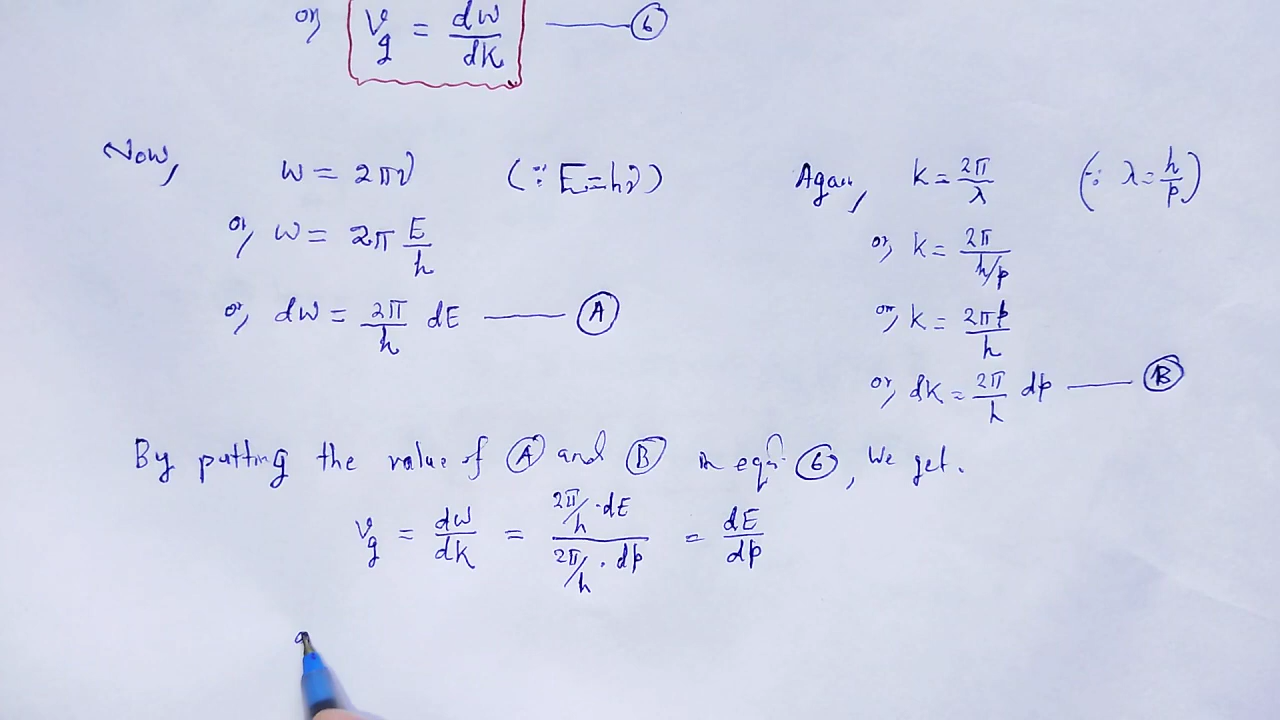 or, Vg = dω/dk —— 6
Now, ω = 2πν (∵ E = hν)
or, ω = 2π E/h
or, dω = 2π/h dE —— A
Again, k = 2π/λ (∵ λ = h/p)
or, k = 2π/(h/p)
or, k = 2πp/h
or, dk = 2π/h dp —— B
By putting the value of A and B in eqn. 6, We get.
Vg = dω/dk = (2π/h · dE)/(2π/h · dp) = dE/dp